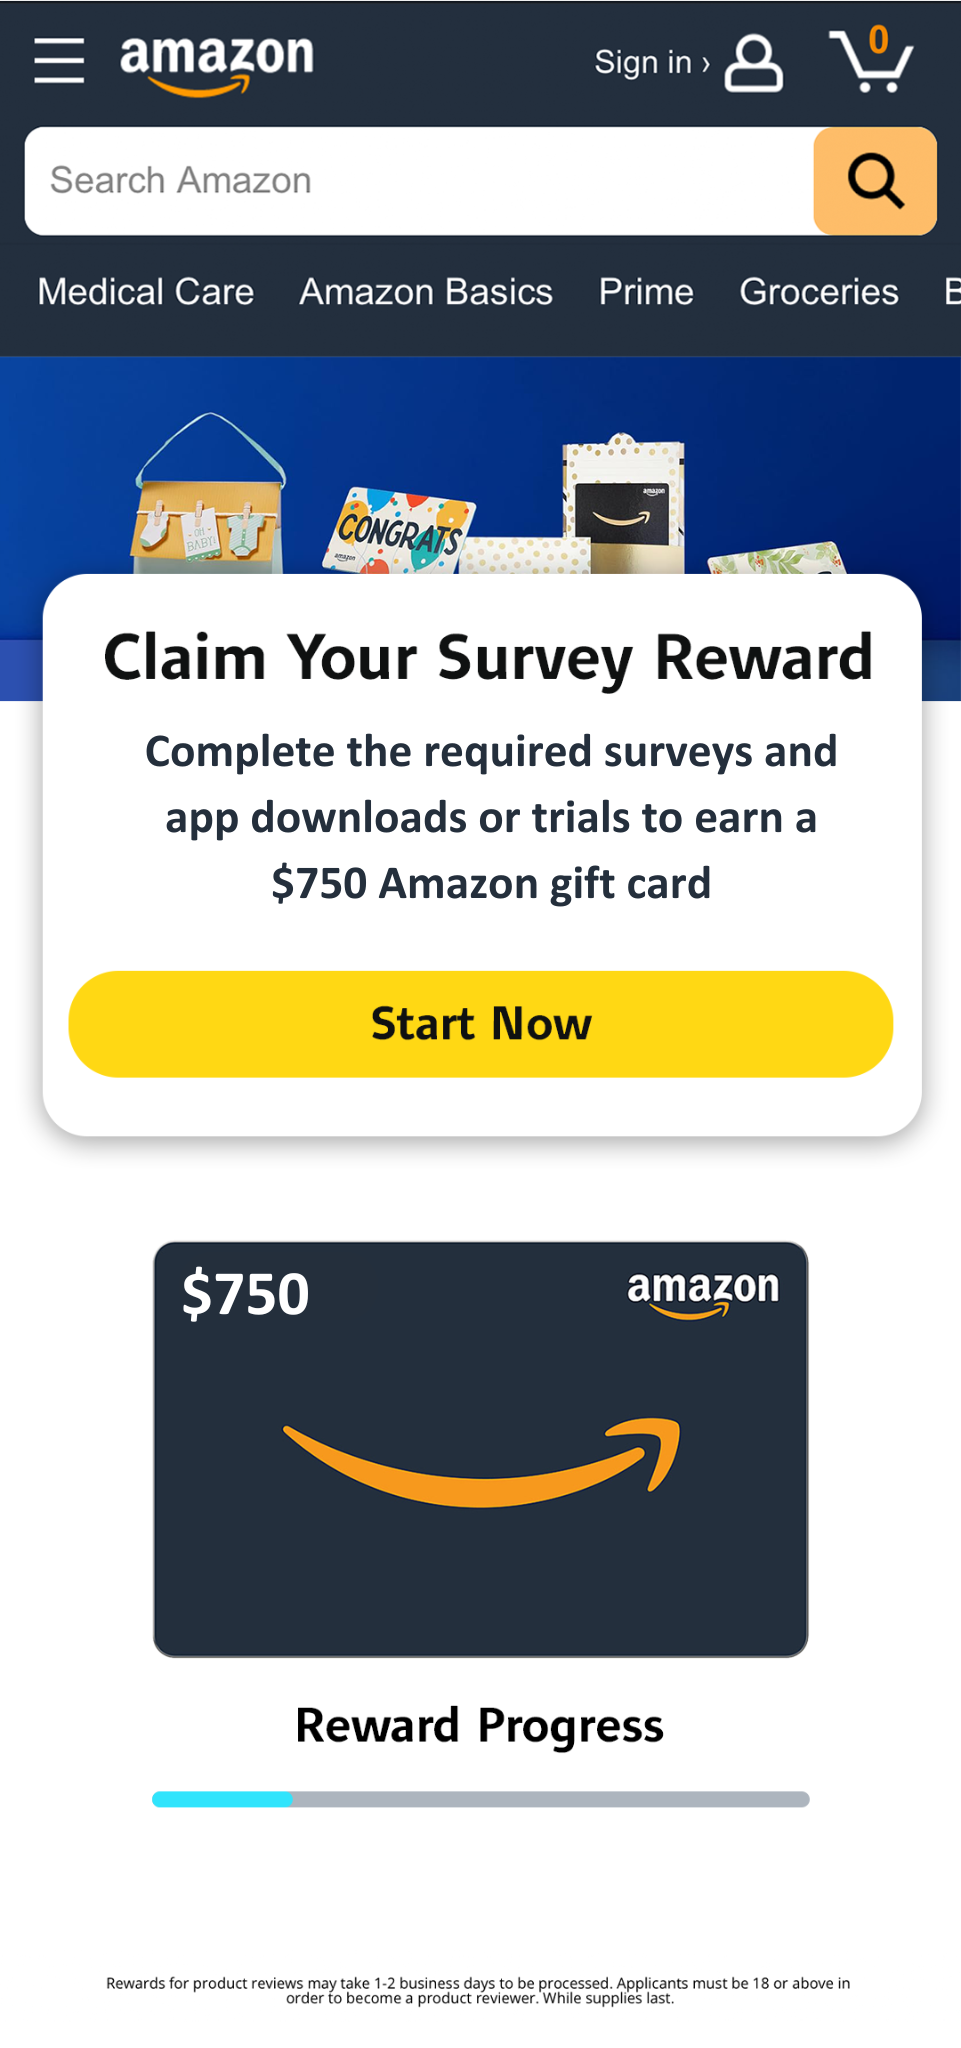 amazon
Sign in ›
0
Search Amazon
Medical Care Amazon Basics Prime Groceries B
amazon
CONGRATS
OH
BABY!
amazon
Claim Your Survey Reward
Complete the required surveys and
app downloads or trials to earn a
$750 Amazon gift card
Start Now
$750
amazon
Reward Progress
Rewards for product reviews may take 1-2 business days to be processed. Applicants must be 18 or above in
order to become a product reviewer. While supplies last.